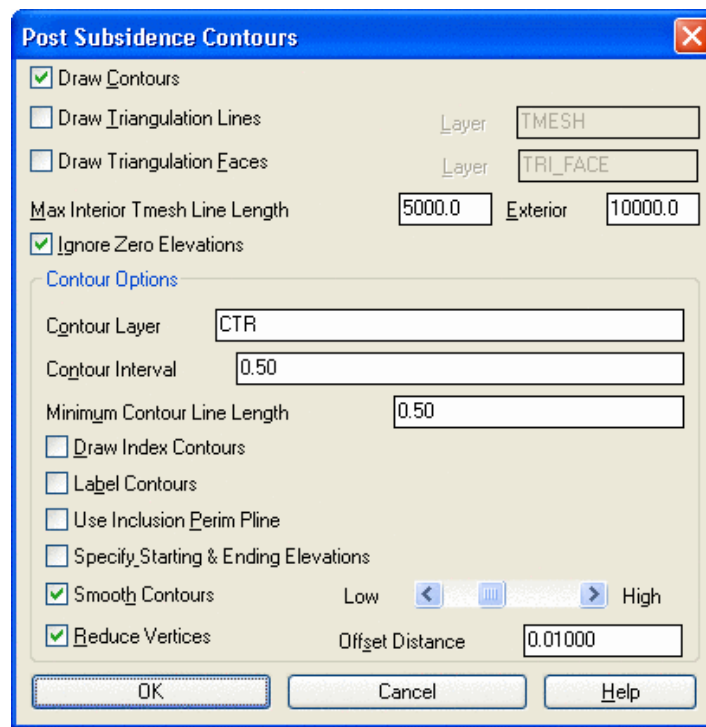 Post Subsidence Contours
Draw Contours
Draw Triangulation Lines Layer TMESH
Draw Triangulation Faces Layer TRI_FACE
Max Interior Tmesh Line Length 5000.0 Exterior 10000.0
Ignore Zero Elevations
Contour Options
Contour Layer CTR
Contour Interval 0.50
Minimum Contour Line Length 0.50
Draw Index Contours
Label Contours
Use Inclusion Perim Pline
Specify Starting & Ending Elevations
Smooth Contours Low High
Reduce Vertices Offset Distance 0.01000
OK Cancel Help